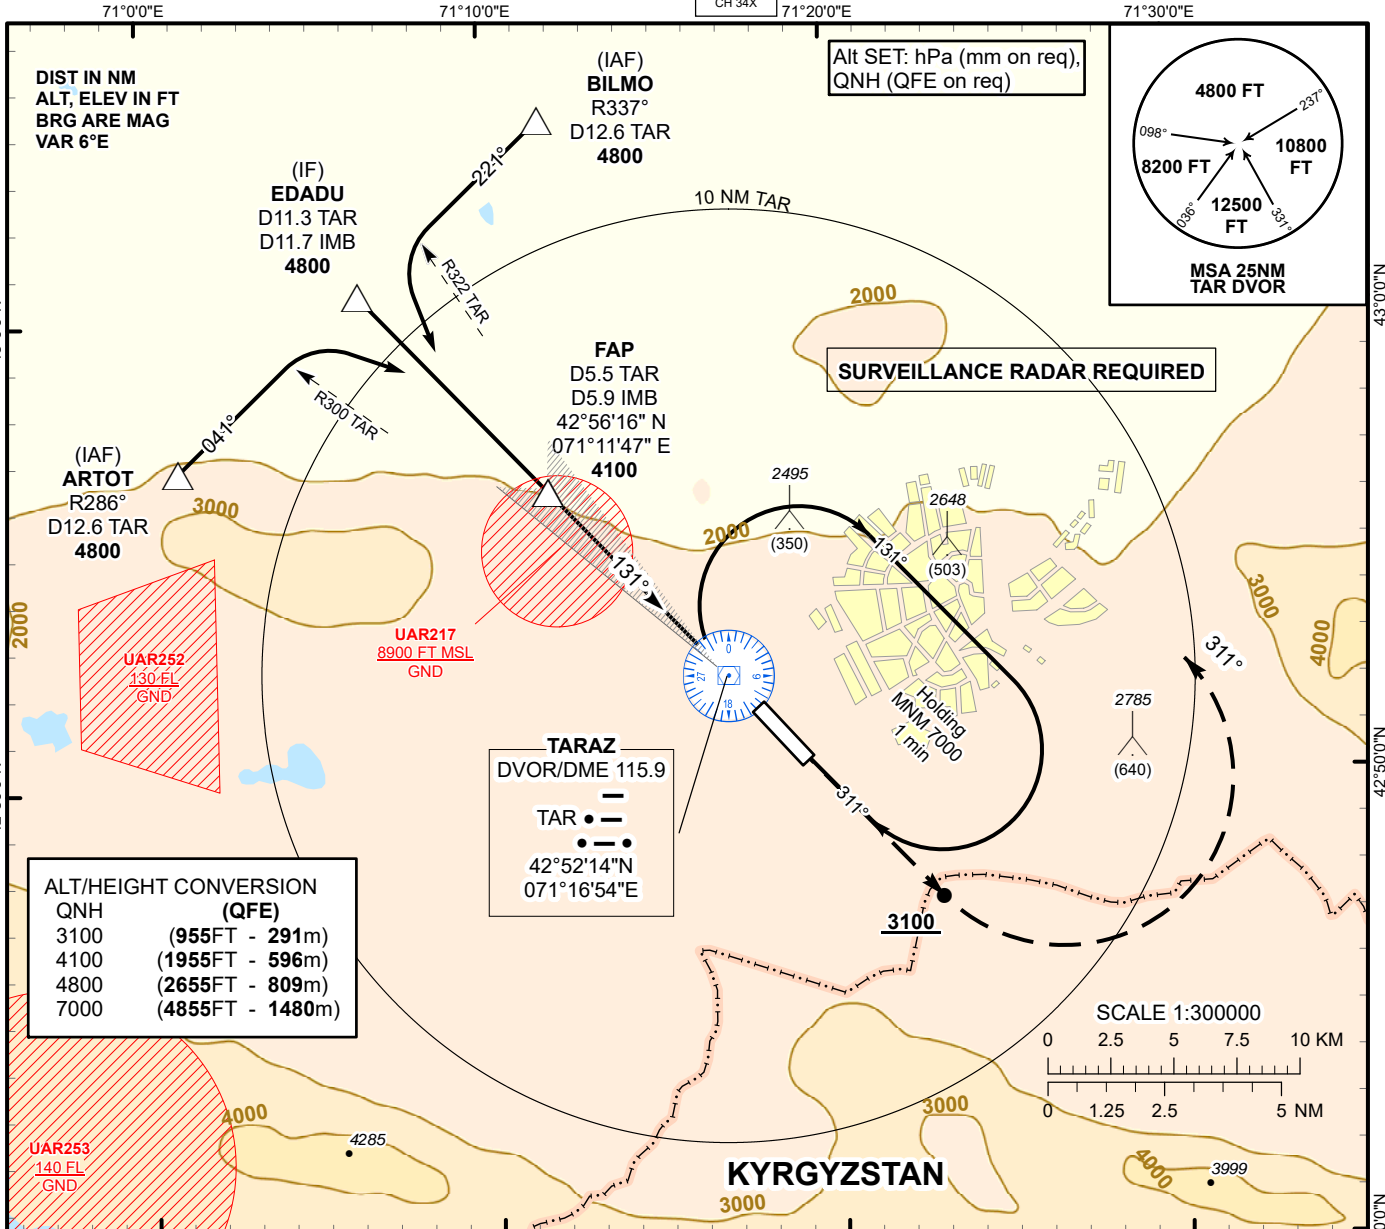 71°0'0"E
71°10'0"E
CH 34X
71°20'0"E
71°30'0"E
DIST IN NM
ALT, ELEV IN FT
BRG ARE MAG
VAR 6°E
(IAF)
BILMO
R337°
D12.6 TAR
4800
Alt SET: hPa (mm on req),
QNH (QFE on req)
4800 FT
237°
098°
10800
FT
8200 FT
12500
FT
036°
331°
MSA 25NM
TAR DVOR
(IF)
EDADU
D11.3 TAR
D11.7 IMB
4800
221°
10 NM TAR
R322 TAR
43°0'0"N
2000
SURVEILLANCE RADAR REQUIRED
FAP
D5.5 TAR
D5.9 IMB
42°56'16" N
071°11'47" E
4100
R300 TAR
041°
(IAF)
ARTOT
R286°
D12.6 TAR
4800
3000
2495
(350)
2000
2648
(503)
131°
131°
3000
4000
2000
UAR217
8900 FT MSL
GND
UAR252
130 FL
GND
0
9
18
27
311°
Holding
MNM 7000
1 min
2785
(640)
TARAZ
DVOR/DME 115.9
TAR
42°52'14"N
071°16'54"E
311°
42°50'0"N
3100
ALT/HEIGHT CONVERSION
QNH (QFE)
3100 (955FT - 291m)
4100 (1955FT - 596m)
4800 (2655FT - 809m)
7000 (4855FT - 1480m)
SCALE 1:300000
0 2.5 5 7.5 10 KM
0 1.25 2.5 5 NM
4000
4285
3000
UAR253
140 FL
GND
KYRGYZSTAN
3000
4000
3999